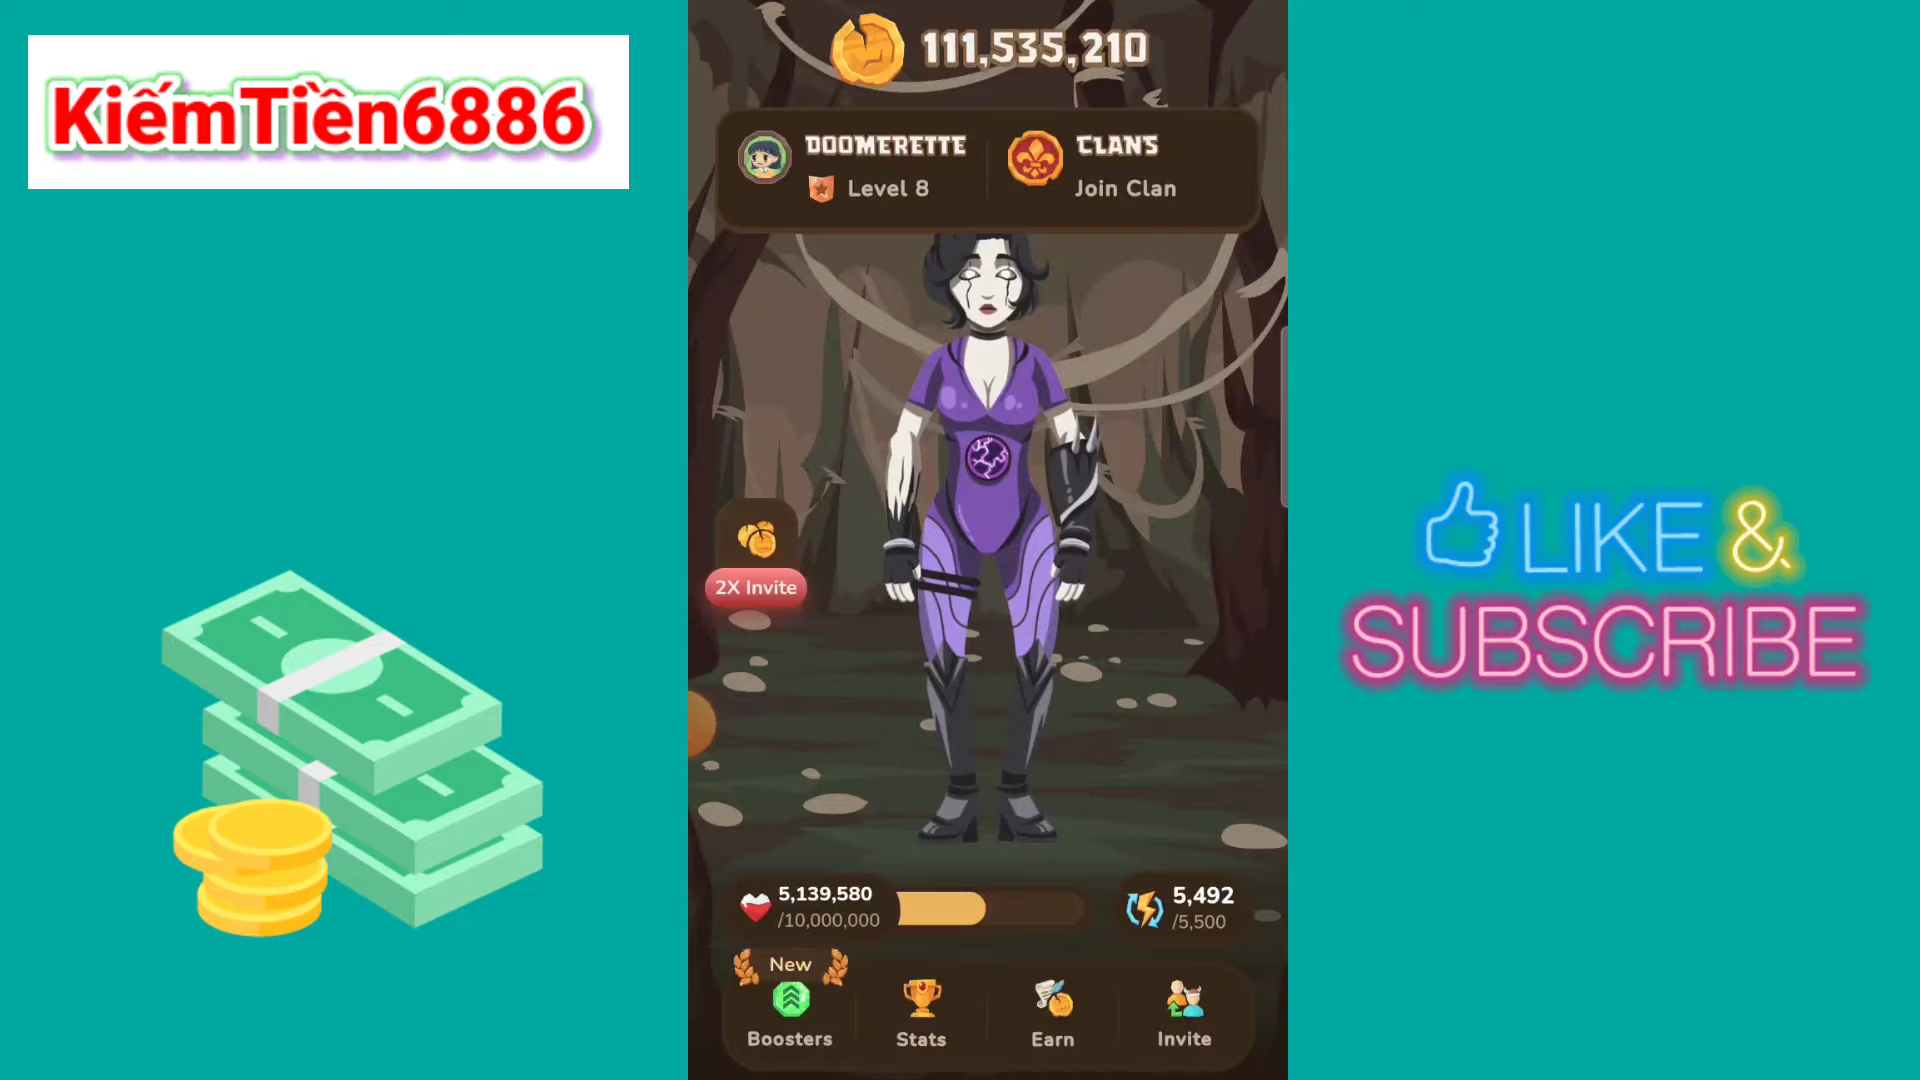 KiếmTiền6886
111,535,210
DOOMERETTE
Level 8
CLANS
Join Clan
2X Invite
LIKE &
SUBSCRIBE
5,139,580
/10,000,000
5,492
/5,500
New
Boosters
Stats
Earn
Invite